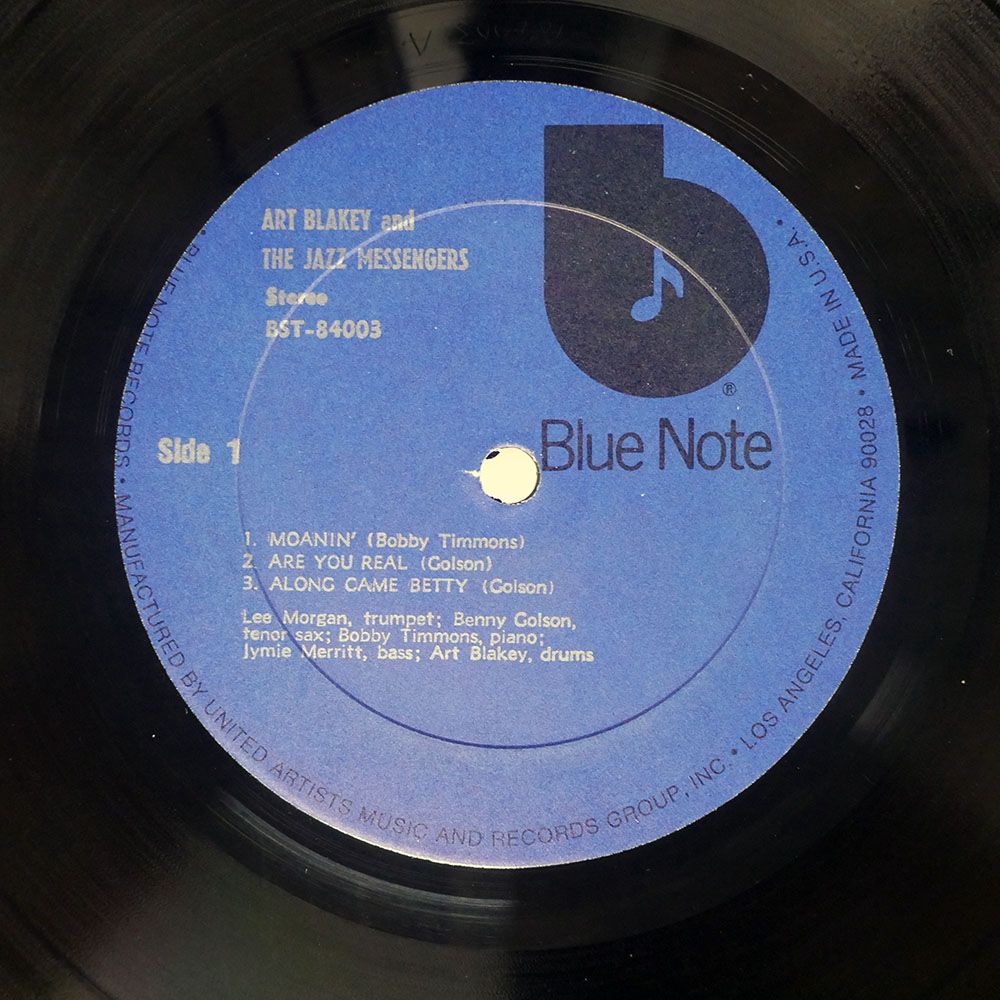 ART BLAKEY and
THE JAZZ MESSENGERS
Stereo
BST-84003
b
®
Blue Note
Side 1
1. MOANIN' (Bobby Timmons)
2. ARE YOU REAL (Golson)
3. ALONG CAME BETTY (Golson)
Lee Morgan, trumpet; Benny Golson,
tenor sax; Bobby Timmons, piano;
Jymie Merritt, bass; Art Blakey, drums
• BLUE NOTE RECORDS • MANUFACTURED BY UNITED ARTISTS MUSIC AND RECORDS GROUP, INC. • LOS ANGELES, CALIFORNIA 90028 • MADE IN U.S.A. •